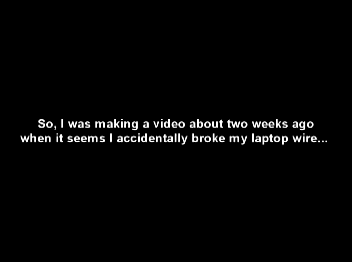 So, I was making a video about two weeks ago
when it seems I accidentally broke my laptop wire...